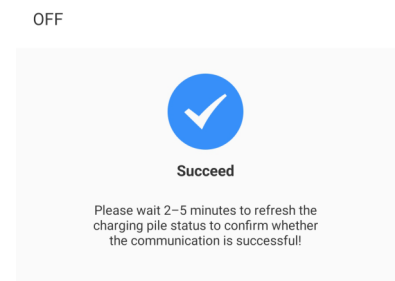 OFF
Succeed
Please wait 2–5 minutes to refresh the
charging pile status to confirm whether
the communication is successful!